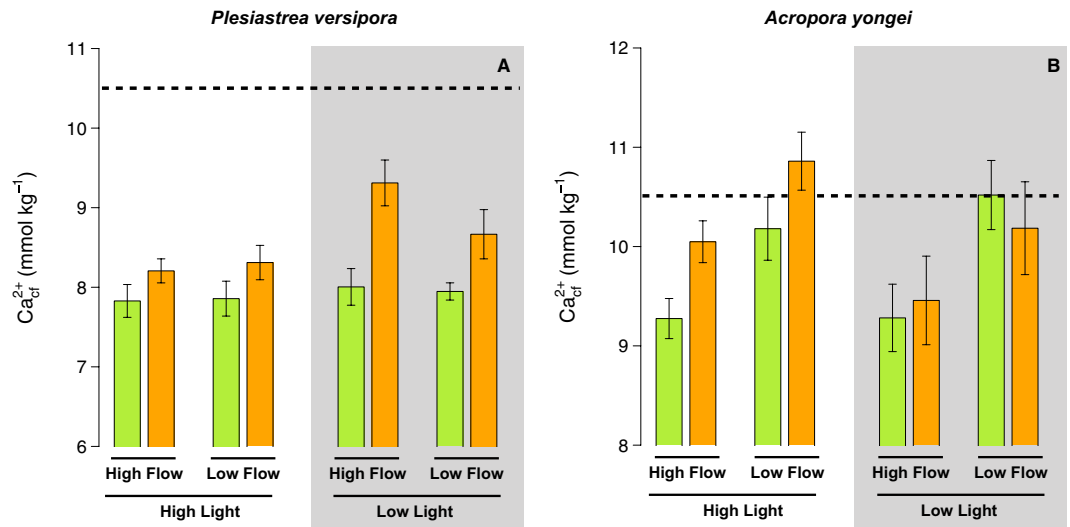 Plesiastrea versipora
A
Ca²⁺cf (mmol kg⁻¹)
11
10
9
8
7
6
High Flow Low Flow High Flow Low Flow
High Light Low Light
Acropora yongei
B
Ca²⁺cf (mmol kg⁻¹)
12
11
10
9
8
High Flow Low Flow High Flow Low Flow
High Light Low Light